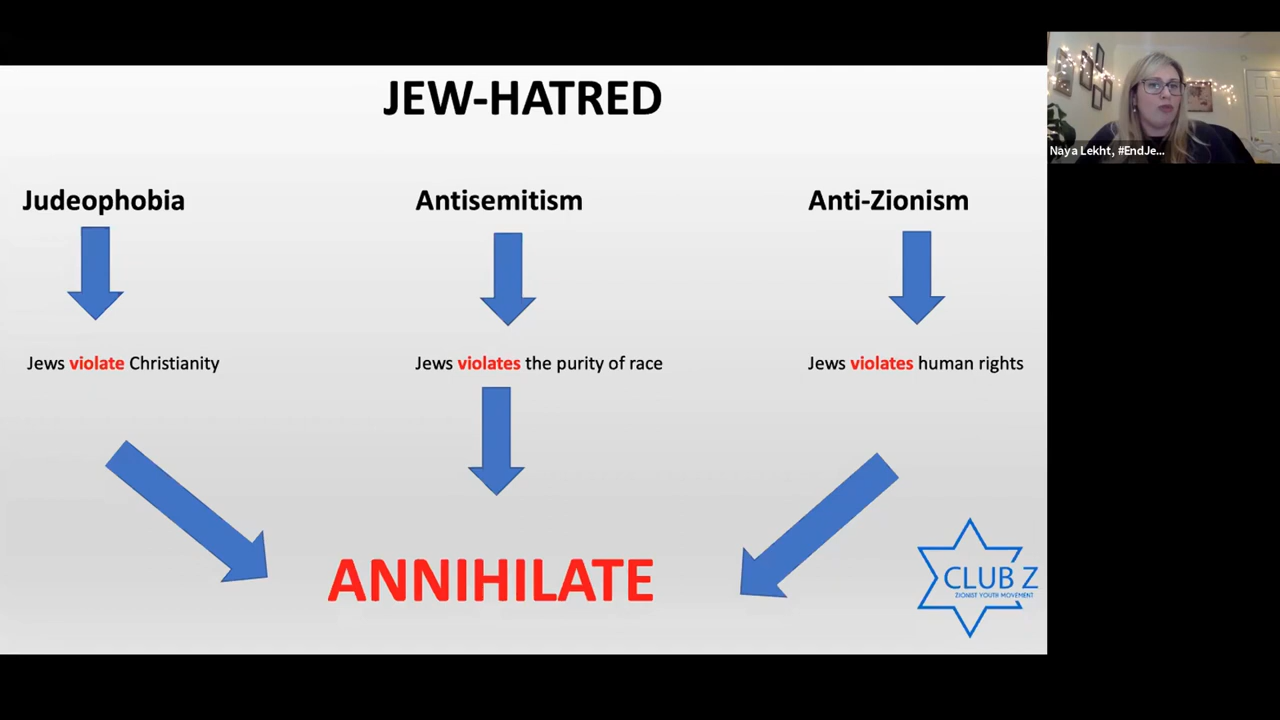 JEW-HATRED
Judeophobia
Antisemitism
Anti-Zionism
Jews violate Christianity
Jews violates the purity of race
Jews violates human rights
ANNIHILATE
CLUB Z
ZIONIST YOUTH MOVEMENT
Naya Lekht, #EndJe...